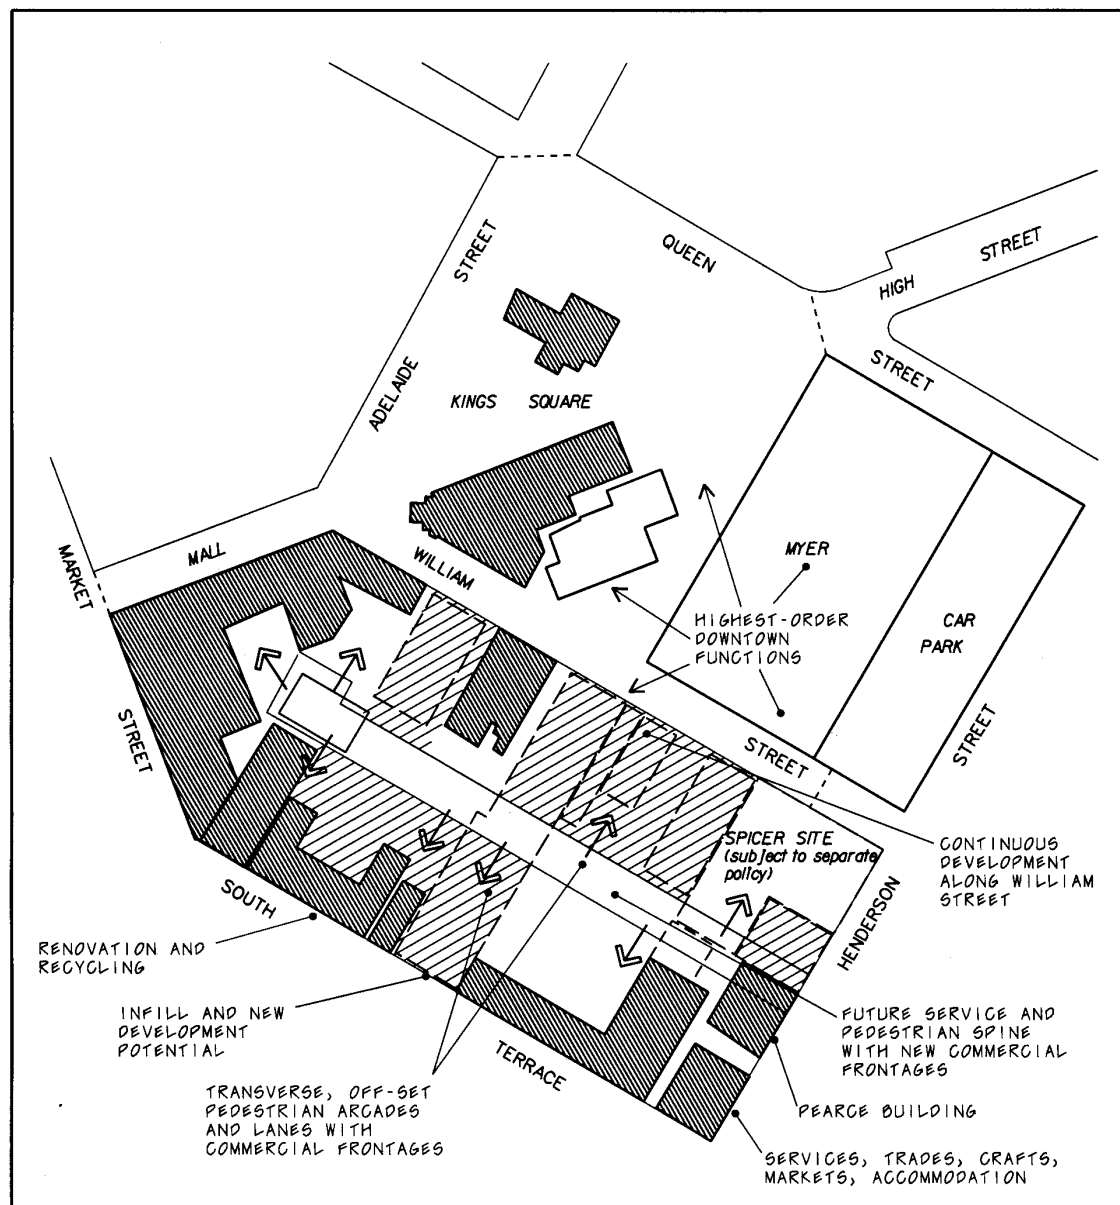 QUEEN
STREET
HIGH
STREET
STREET
ADELAIDE
KINGS SQUARE
MALL
WILLIAM
MARKET
STREET
MYER
CAR
PARK
HIGHEST-ORDER
DOWNTOWN
FUNCTIONS
STREET
STREET
SPICER SITE
(subject to separate
policy)
CONTINUOUS
DEVELOPMENT
ALONG WILLIAM
STREET
HENDERSON
SOUTH
TERRACE
RENOVATION AND
RECYCLING
INFILL AND NEW
DEVELOPMENT
POTENTIAL
TRANSVERSE, OFF-SET
PEDESTRIAN ARCADES
AND LANES WITH
COMMERCIAL FRONTAGES
FUTURE SERVICE AND
PEDESTRIAN SPINE
WITH NEW COMMERCIAL
FRONTAGES
PEARCE BUILDING
SERVICES, TRADES, CRAFTS,
MARKETS, ACCOMMODATION